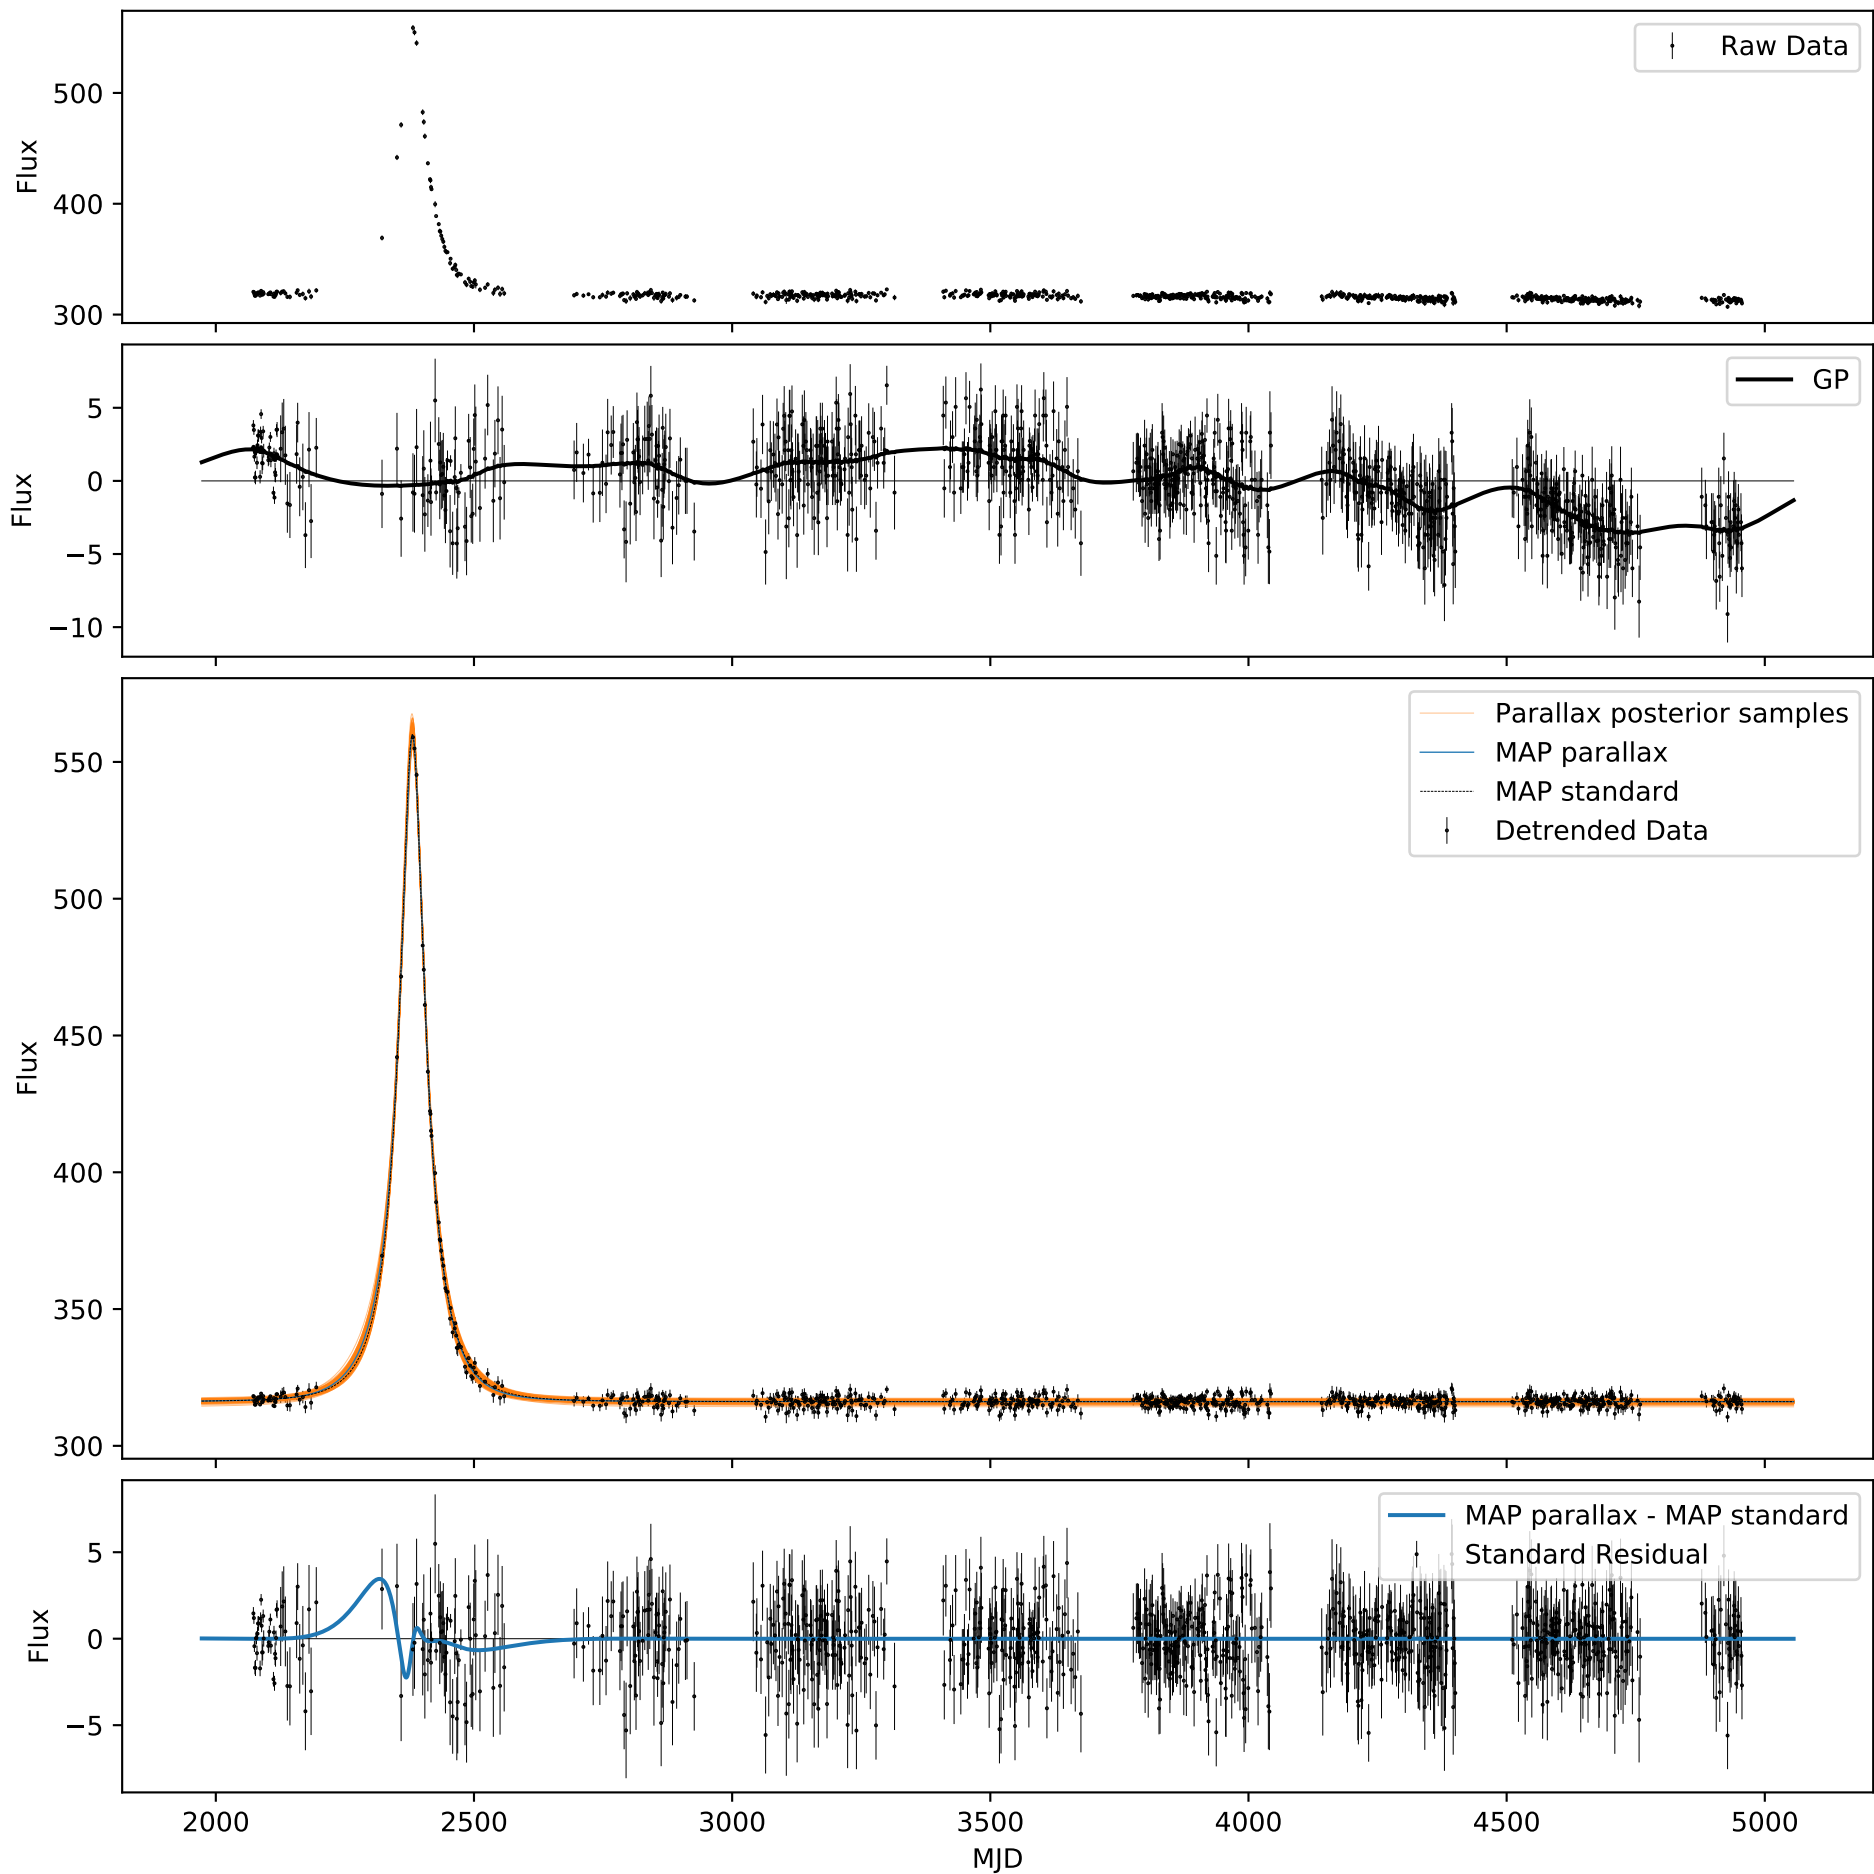 Raw Data
Flux
500
400
300
GP
Flux
5
0
−5
−10
Parallax posterior samples
MAP parallax
MAP standard
Detrended Data
Flux
550
500
450
400
350
300
MAP parallax - MAP standard
Standard Residual
Flux
5
0
−5
2000 2500 3000 3500 4000 4500 5000
MJD